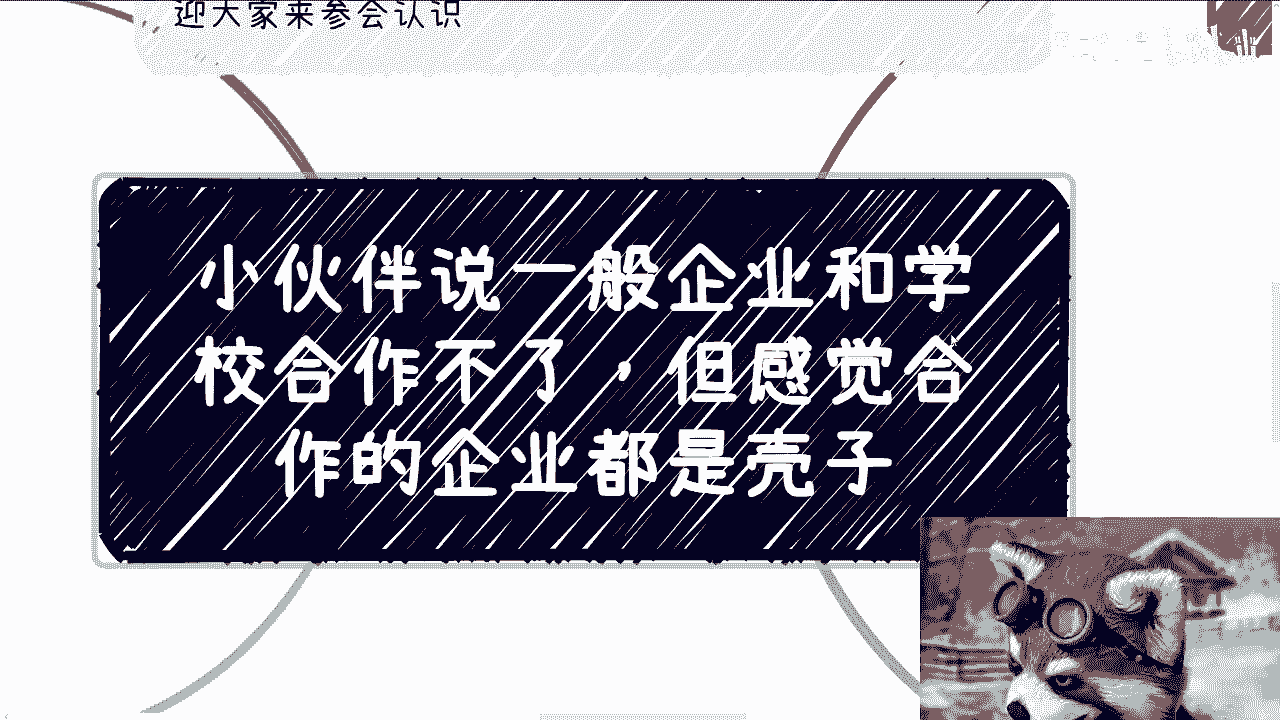 迎大家来参会认识
小伙伴说一般企业和学
校合作不了，但感觉合
作的企业都是壳子